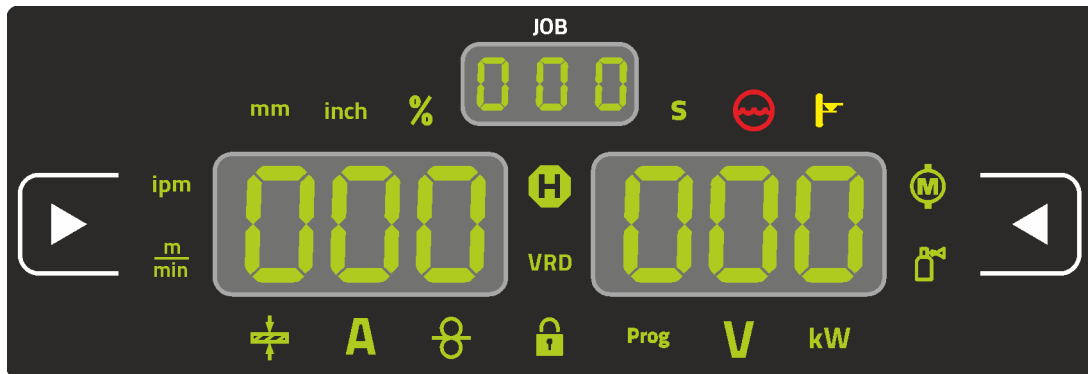 JOB
000
mm inch % S
ipm 000 H 000 M
m
min
VRD
A Prog V kW